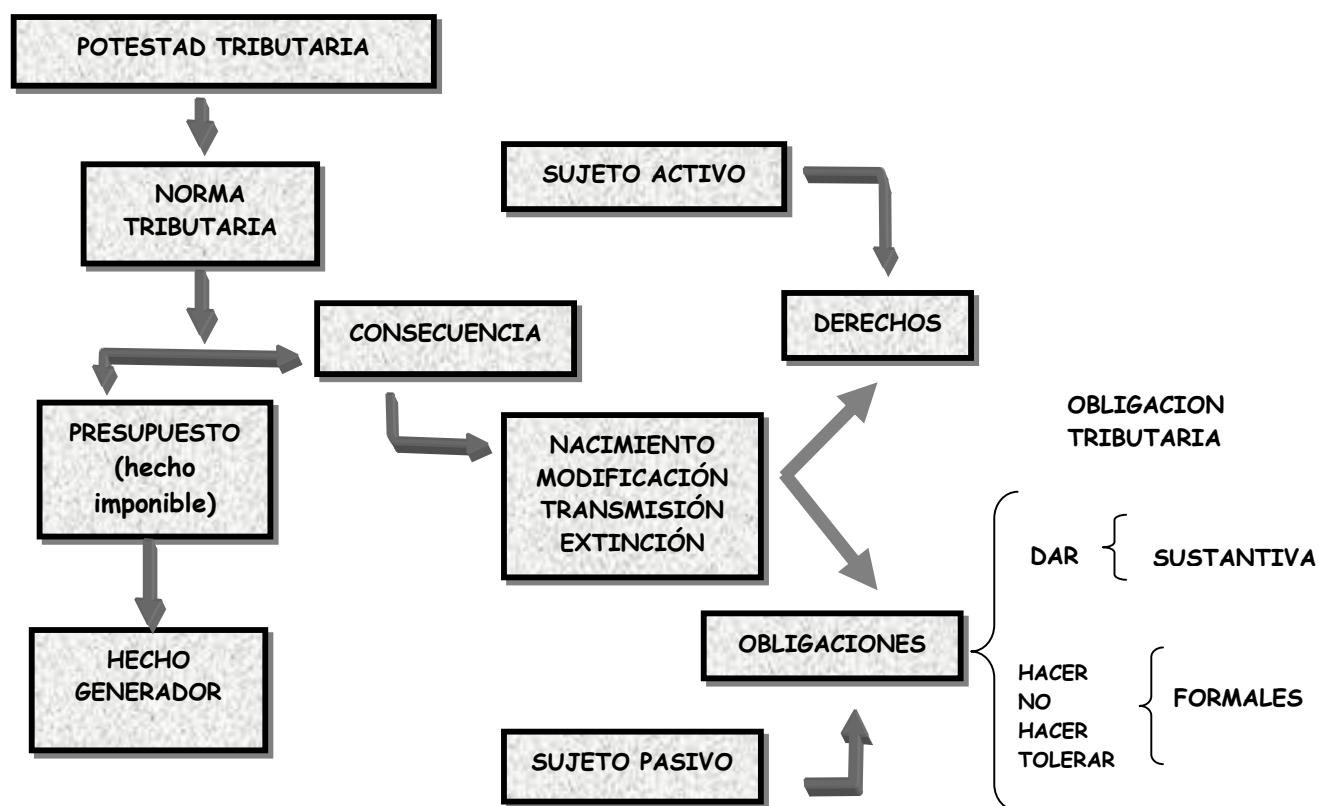 POTESTAD TRIBUTARIA
NORMA
TRIBUTARIA
SUJETO ACTIVO
CONSECUENCIA
DERECHOS
PRESUPUESTO
(hecho
imponible)
NACIMIENTO
MODIFICACIÓN
TRANSMISIÓN
EXTINCIÓN
OBLIGACION
TRIBUTARIA
DAR
SUSTANTIVA
HECHO
GENERADOR
OBLIGACIONES
HACER
NO
HACER
TOLERAR
FORMALES
SUJETO PASIVO